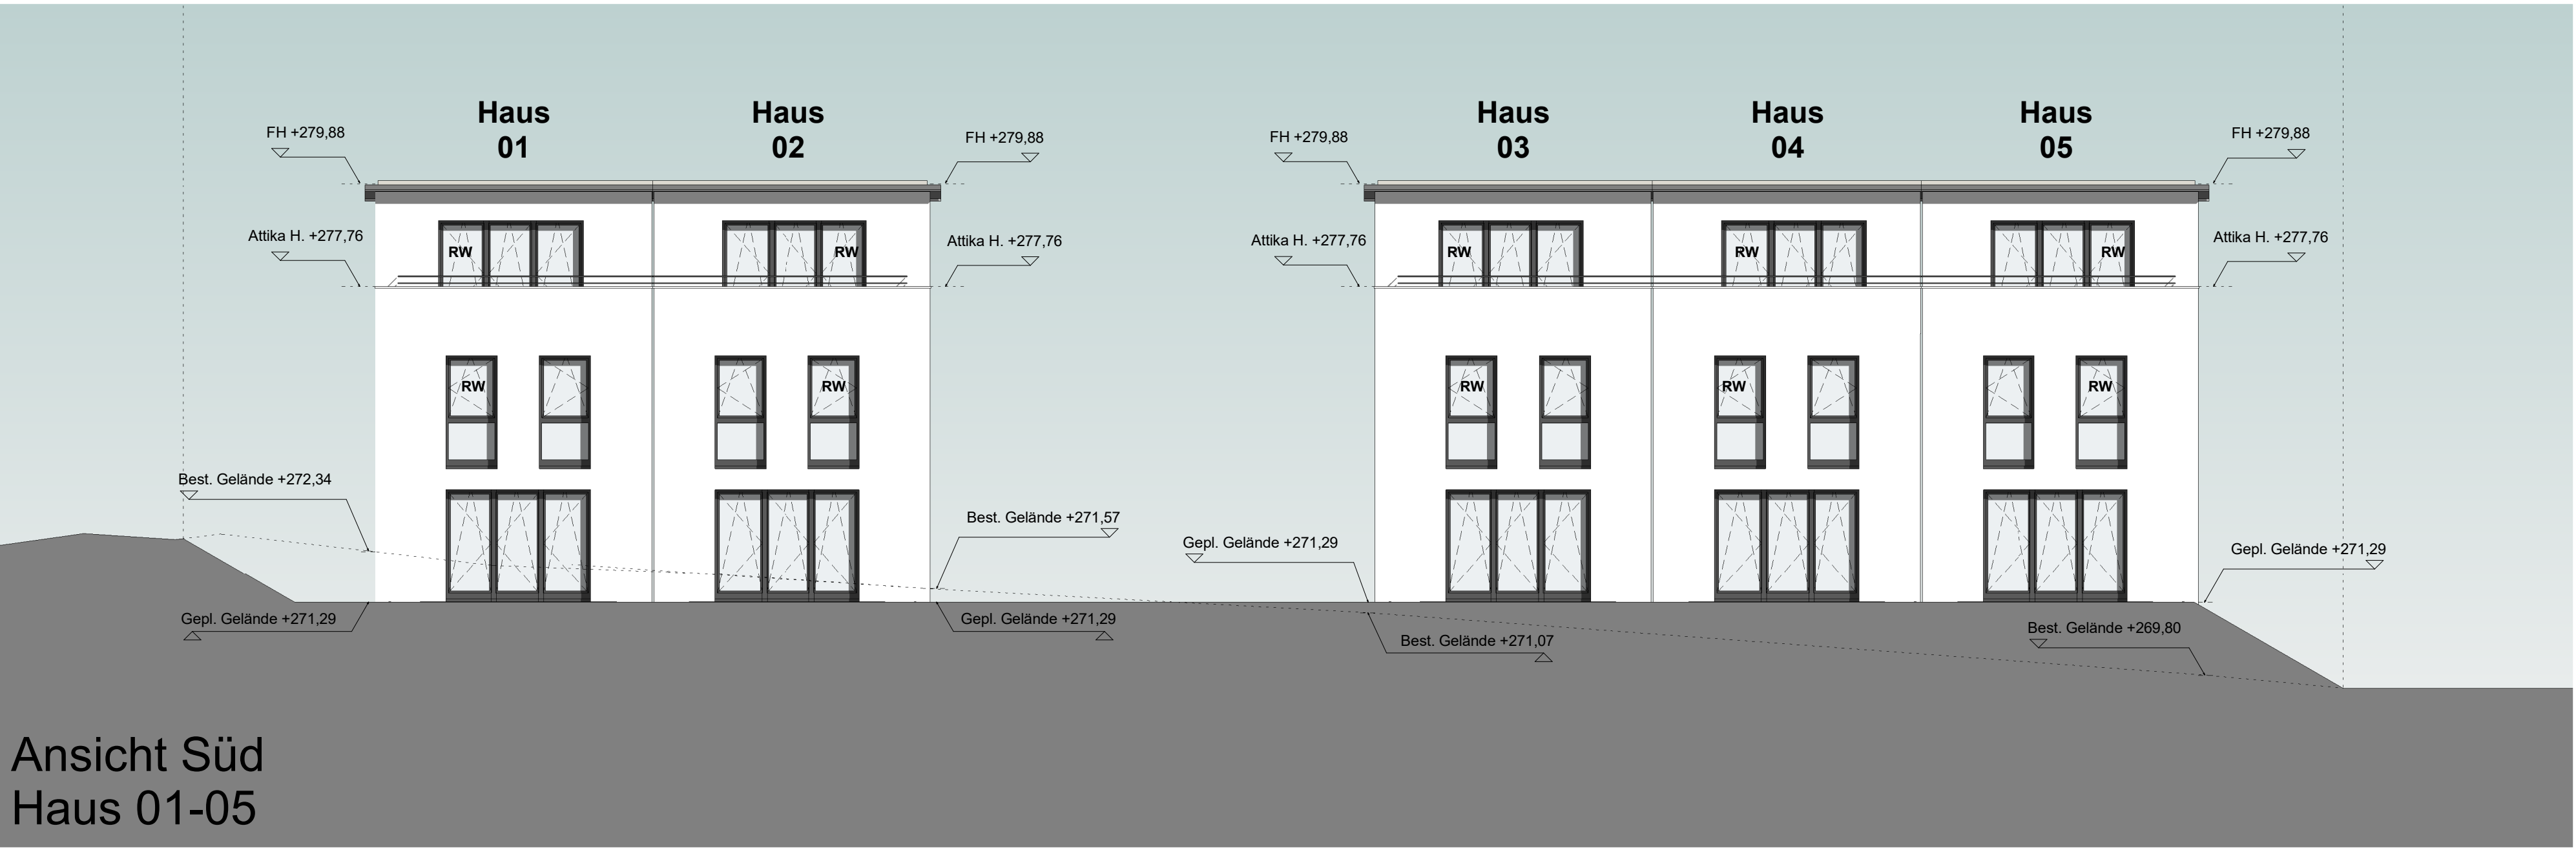 Haus
01
Haus
02
Haus
03
Haus
04
Haus
05
FH +279,88
FH +279,88
FH +279,88
FH +279,88
Attika H. +277,76
Attika H. +277,76
Attika H. +277,76
Attika H. +277,76
RW
RW
RW
RW
RW
RW
RW
RW
RW
RW
Best. Gelände +272,34
Best. Gelände +271,57
Gepl. Gelände +271,29
Gepl. Gelände +271,29
Gepl. Gelände +271,29
Gepl. Gelände +271,29
Best. Gelände +271,07
Best. Gelände +269,80
Ansicht Süd
Haus 01-05